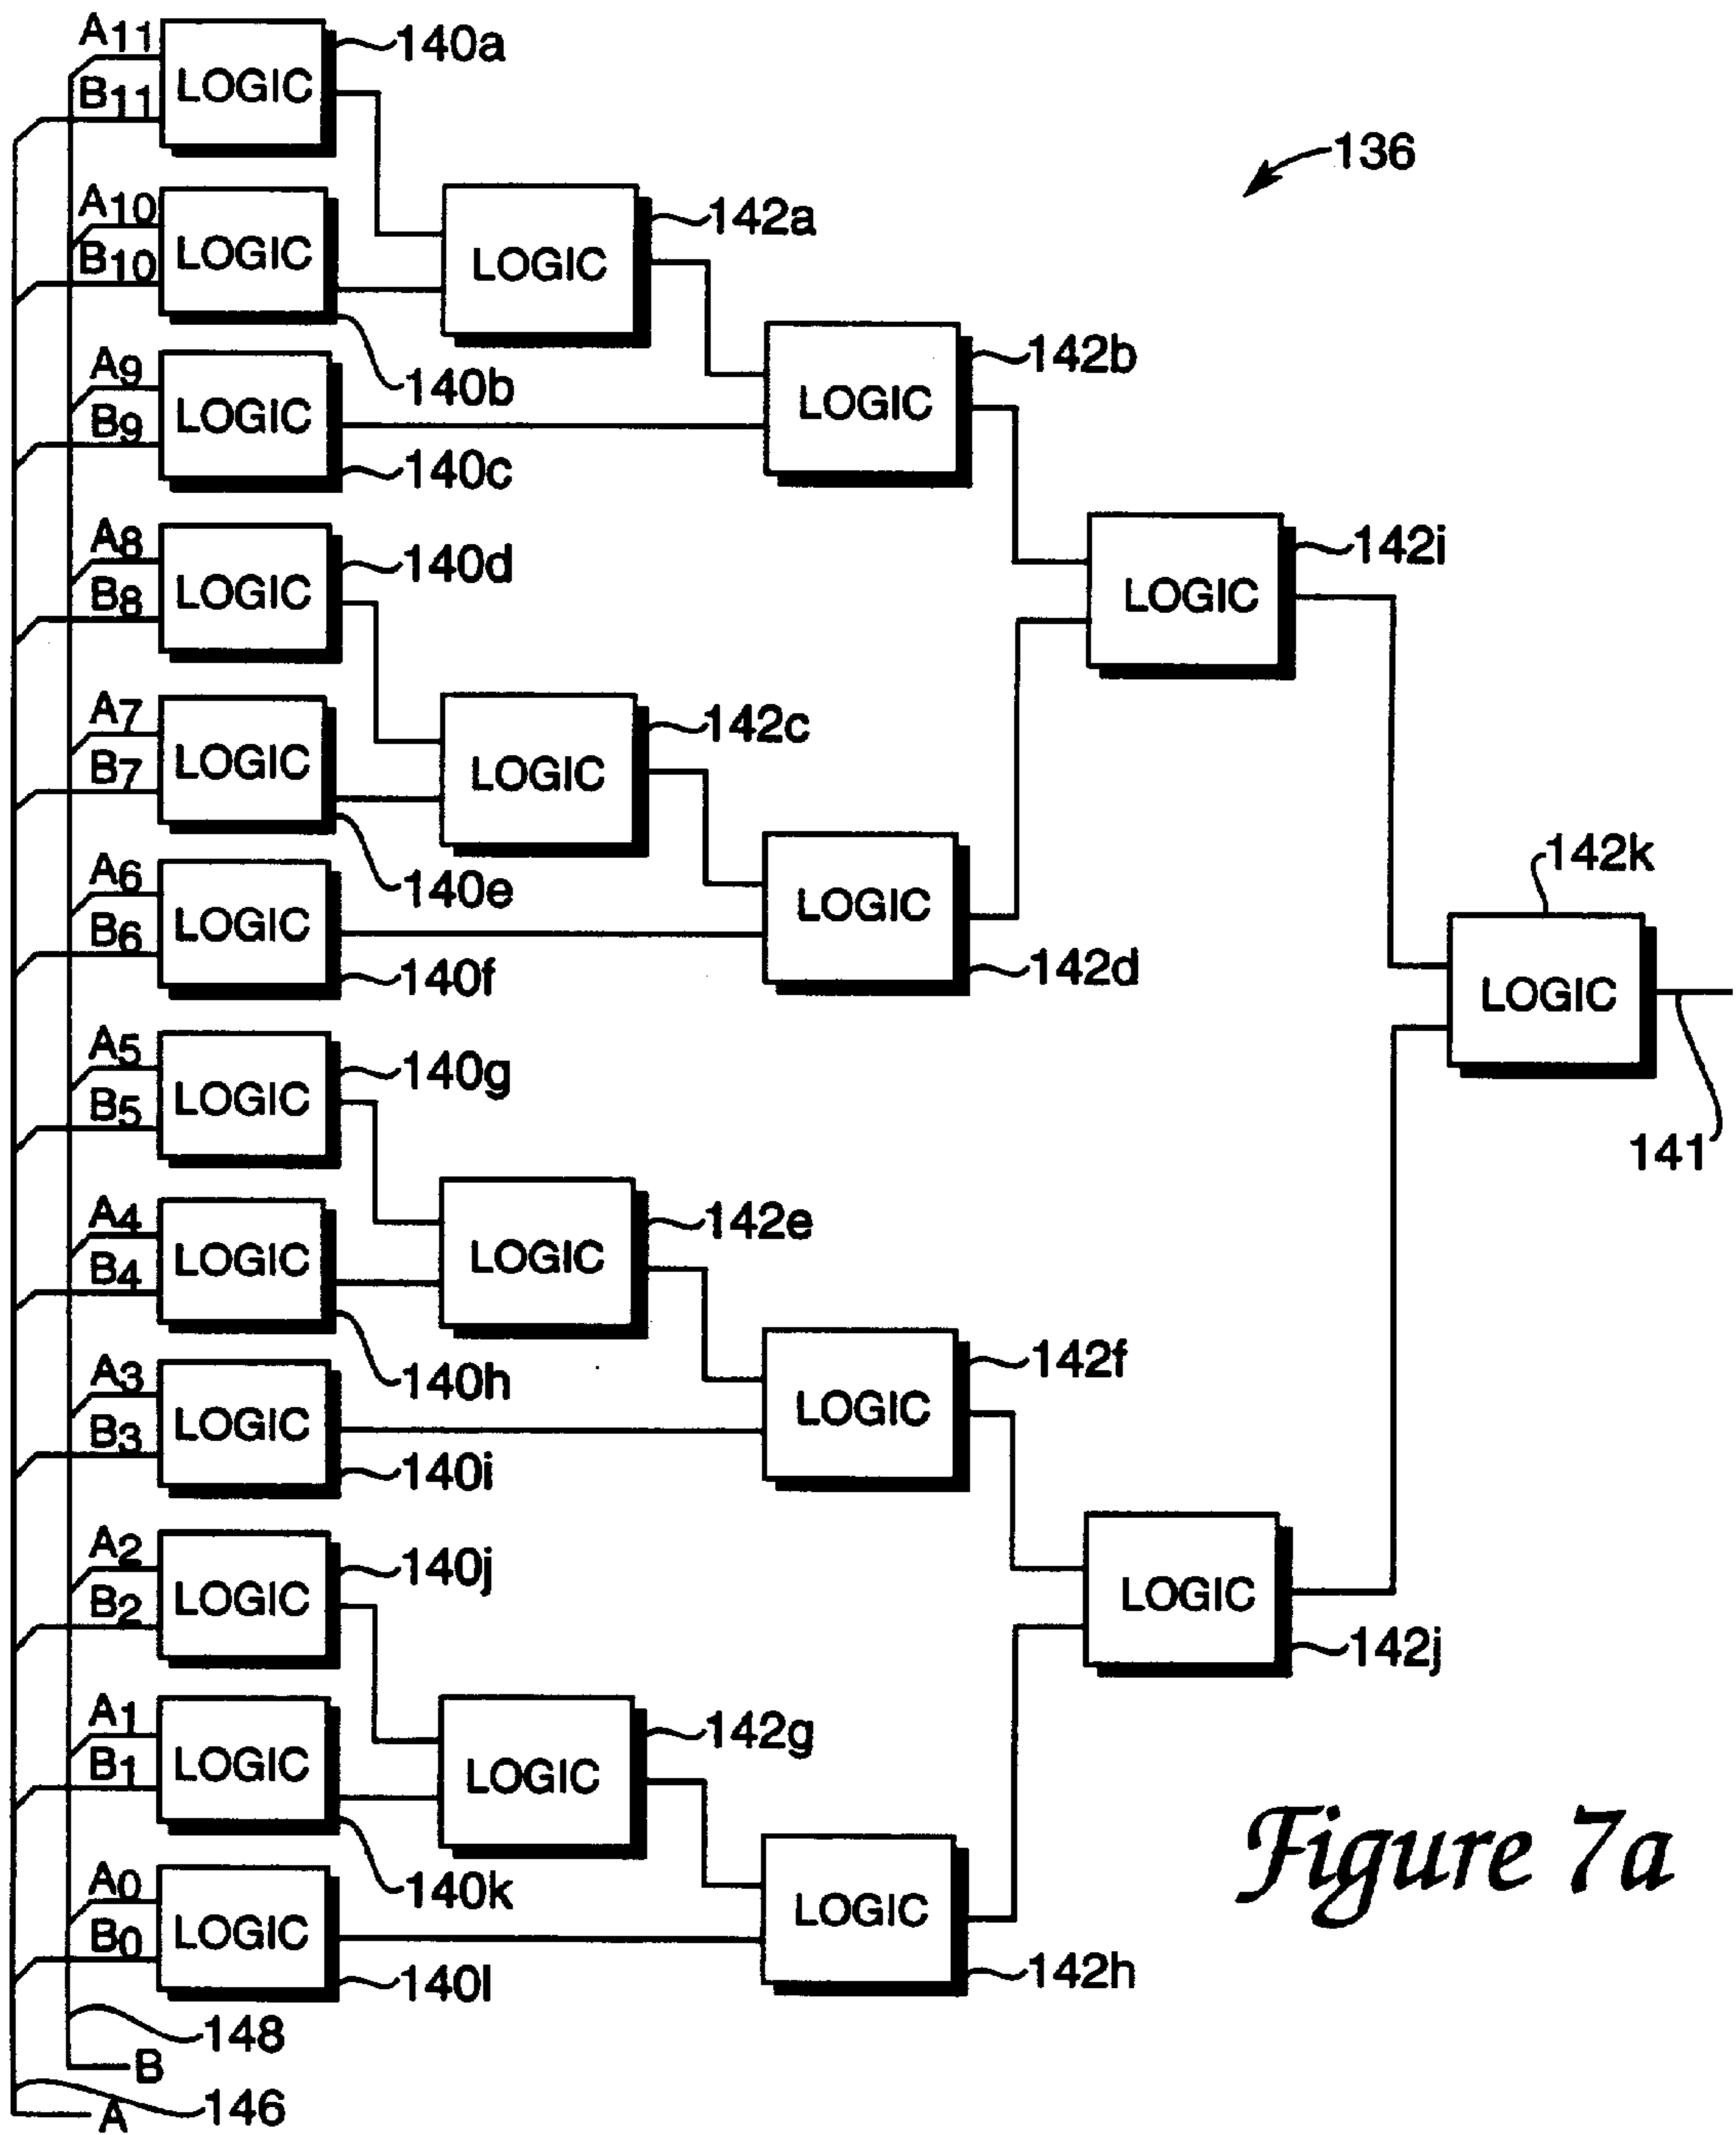 A11
B11
LOGIC
140a
136
A10
B10
LOGIC
140b
LOGIC
142a
A9
B9
LOGIC
140c
LOGIC
142b
A8
B8
LOGIC
140d
LOGIC
142i
A7
B7
LOGIC
140e
LOGIC
142c
A6
B6
LOGIC
140f
LOGIC
142d
142k
LOGIC
141
A5
B5
LOGIC
140g
A4
B4
LOGIC
140h
LOGIC
142e
A3
B3
LOGIC
140i
LOGIC
142f
A2
B2
LOGIC
140j
LOGIC
142j
A1
B1
LOGIC
140k
LOGIC
142g
A0
B0
LOGIC
140l
LOGIC
142h
148
B
146
A
Figure 7a